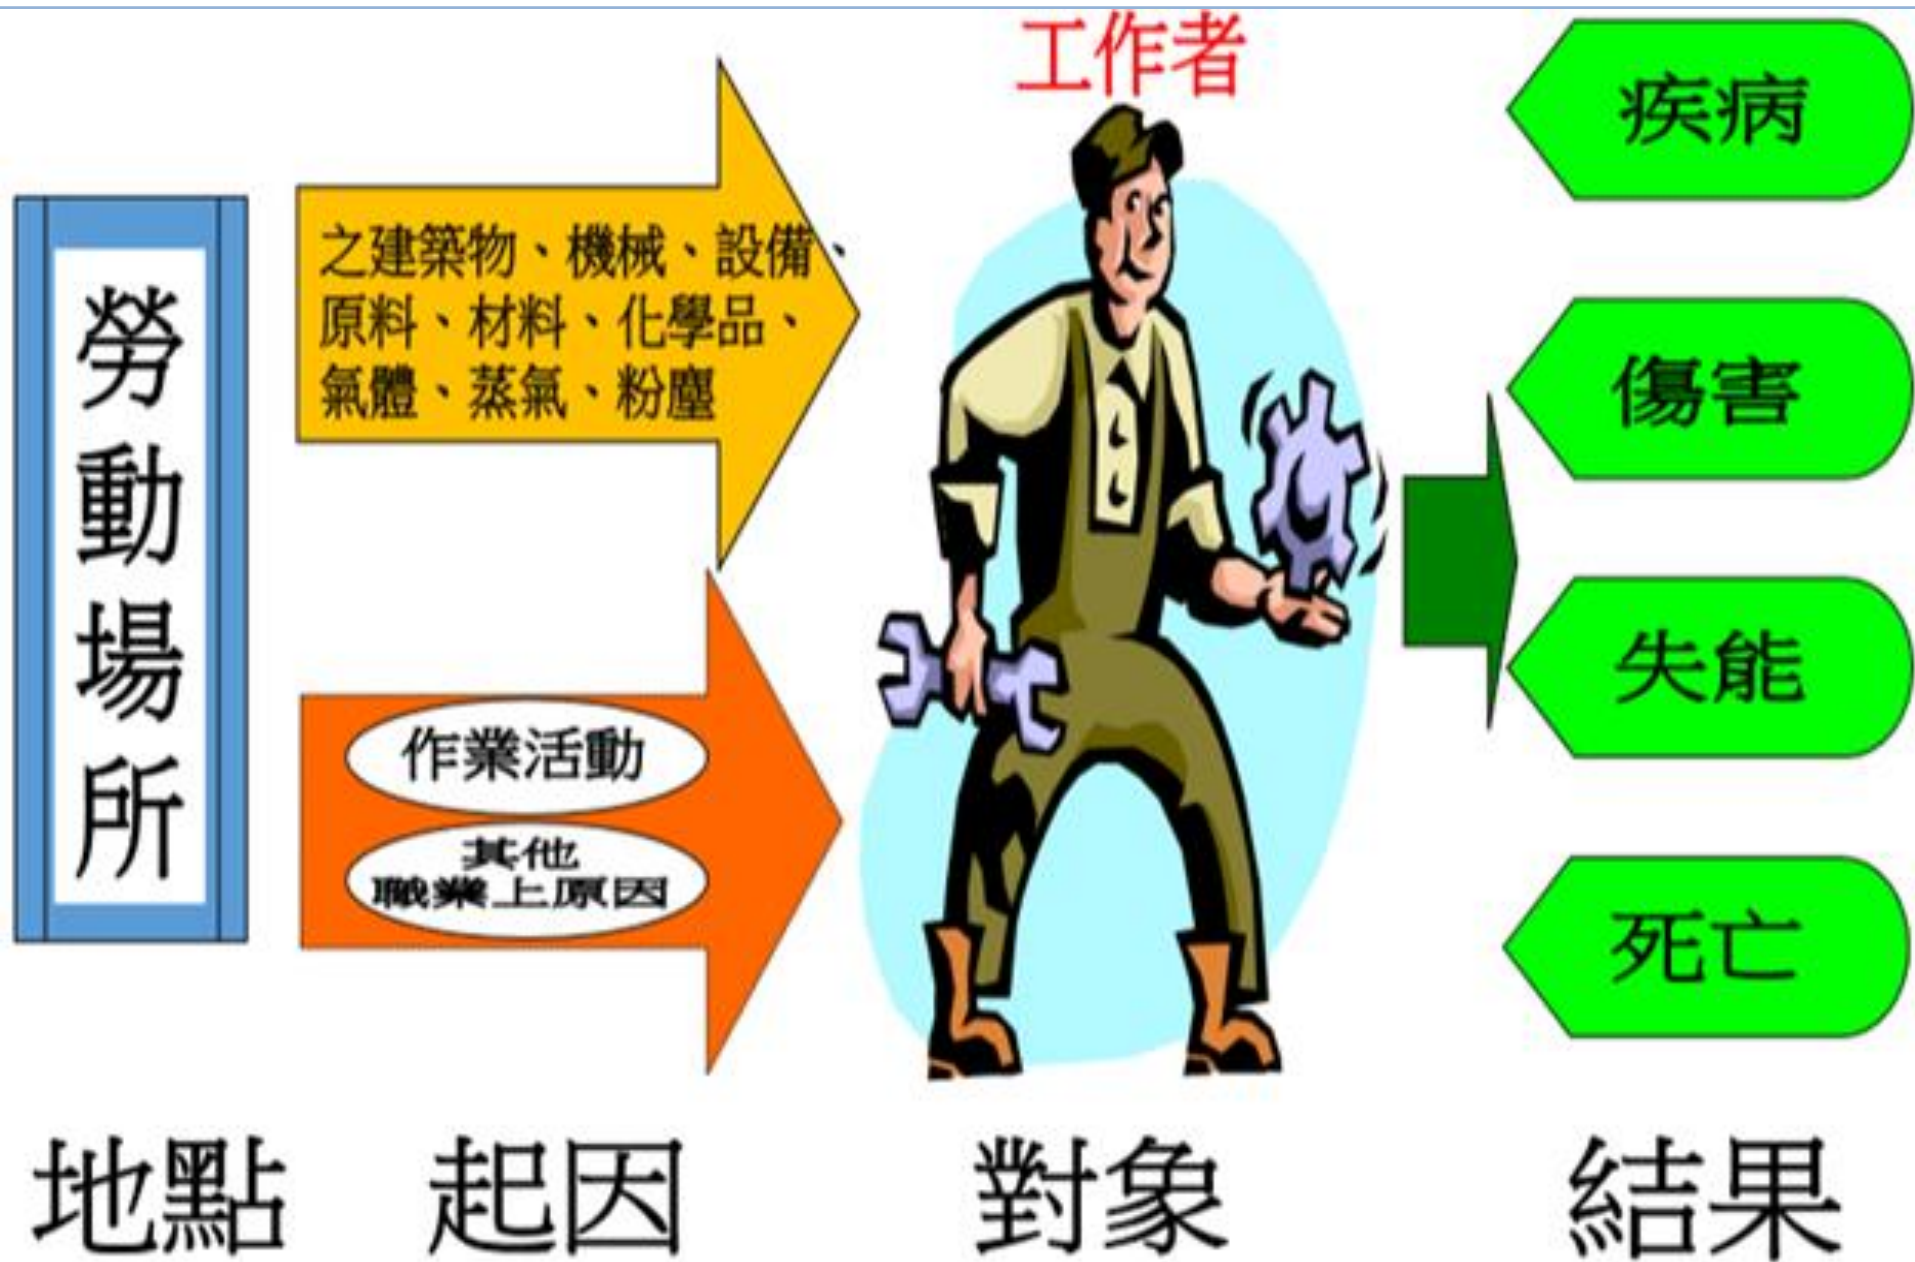 工作者
勞動場所
之建築物、機械、設備、
原料、材料、化學品、
氣體、蒸氣、粉塵
作業活動
其他
職業上原因
疾病
傷害
失能
死亡
地點
起因
對象
結果